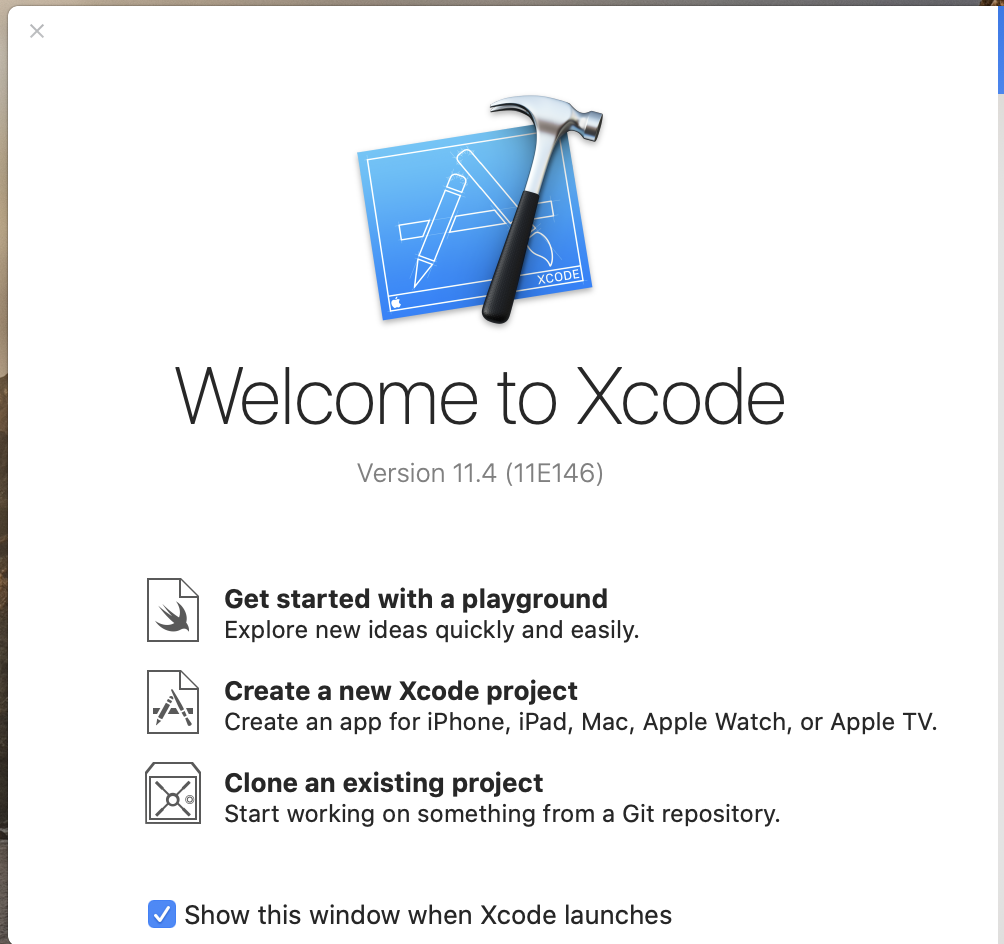 XCODE
Welcome to Xcode
Version 11.4 (11E146)
Get started with a playground
Explore new ideas quickly and easily.
Create a new Xcode project
Create an app for iPhone, iPad, Mac, Apple Watch, or Apple TV.
Clone an existing project
Start working on something from a Git repository.
Show this window when Xcode launches